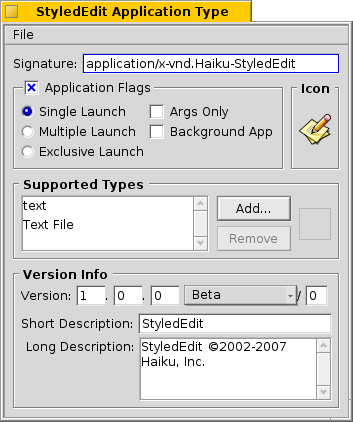 StyledEdit Application Type
File
Signature: application/x-vnd.Haiku-StyledEdit
Application Flags
Icon
Single Launch Args Only
Multiple Launch Background App
Exclusive Launch
Supported Types
text
Text File
Add...
Remove
Version Info
Version: 1 . 0 . 0 Beta / 0
Short Description: StyledEdit
Long Description: StyledEdit ©2002-2007
Haiku, Inc.